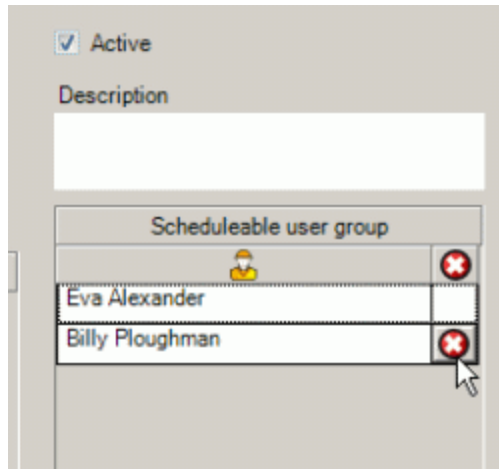 Active
Description
Scheduleable user group
Eva Alexander
Billy Ploughman